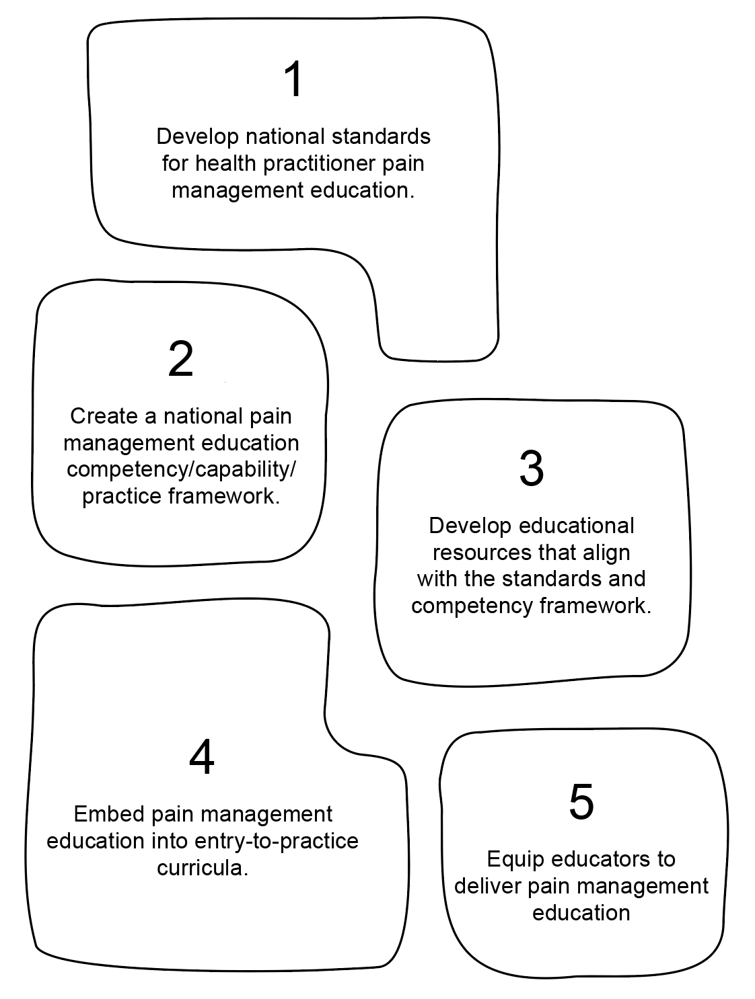 1
Develop national standards
for health practitioner pain
management education.
2
Create a national pain
management education
competency/capability/
practice framework.
3
Develop educational
resources that align
with the standards and
competency framework.
4
Embed pain management
education into entry-to-practice
curricula.
5
Equip educators to
deliver pain management
education